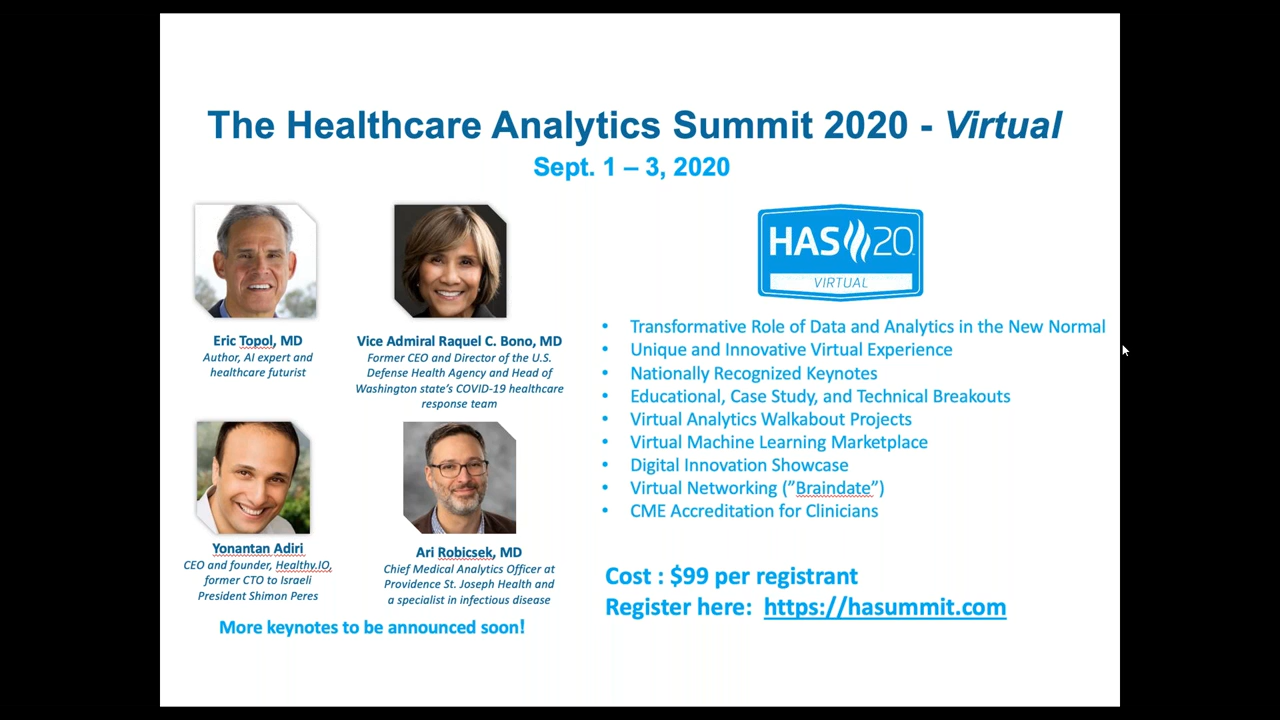 The Healthcare Analytics Summit 2020 - Virtual
Sept. 1 – 3, 2020
Eric Topol, MD
Author, AI expert and
healthcare futurist
Vice Admiral Raquel C. Bono, MD
Former CEO and Director of the U.S.
Defense Health Agency and Head of
Washington state's COVID-19 healthcare
response team
Yonantan Adiri
CEO and founder, Healthy.IO,
former CTO to Israeli
President Shimon Peres
Ari Robicsek, MD
Chief Medical Analytics Officer at
Providence St. Joseph Health and
a specialist in infectious disease
More keynotes to be announced soon!
HAS 20
VIRTUAL
• Transformative Role of Data and Analytics in the New Normal
• Unique and Innovative Virtual Experience
• Nationally Recognized Keynotes
• Educational, Case Study, and Technical Breakouts
• Virtual Analytics Walkabout Projects
• Virtual Machine Learning Marketplace
• Digital Innovation Showcase
• Virtual Networking (”Braindate”)
• CME Accreditation for Clinicians
Cost : $99 per registrant
Register here: https://hasummit.com